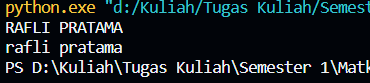 python.exe "d:/Kuliah/Tugas Kuliah/Semest
RAFLI PRATAMA
rafli pratama
PS D:\Kuliah\Tugas Kuliah\Semester 1\Matk